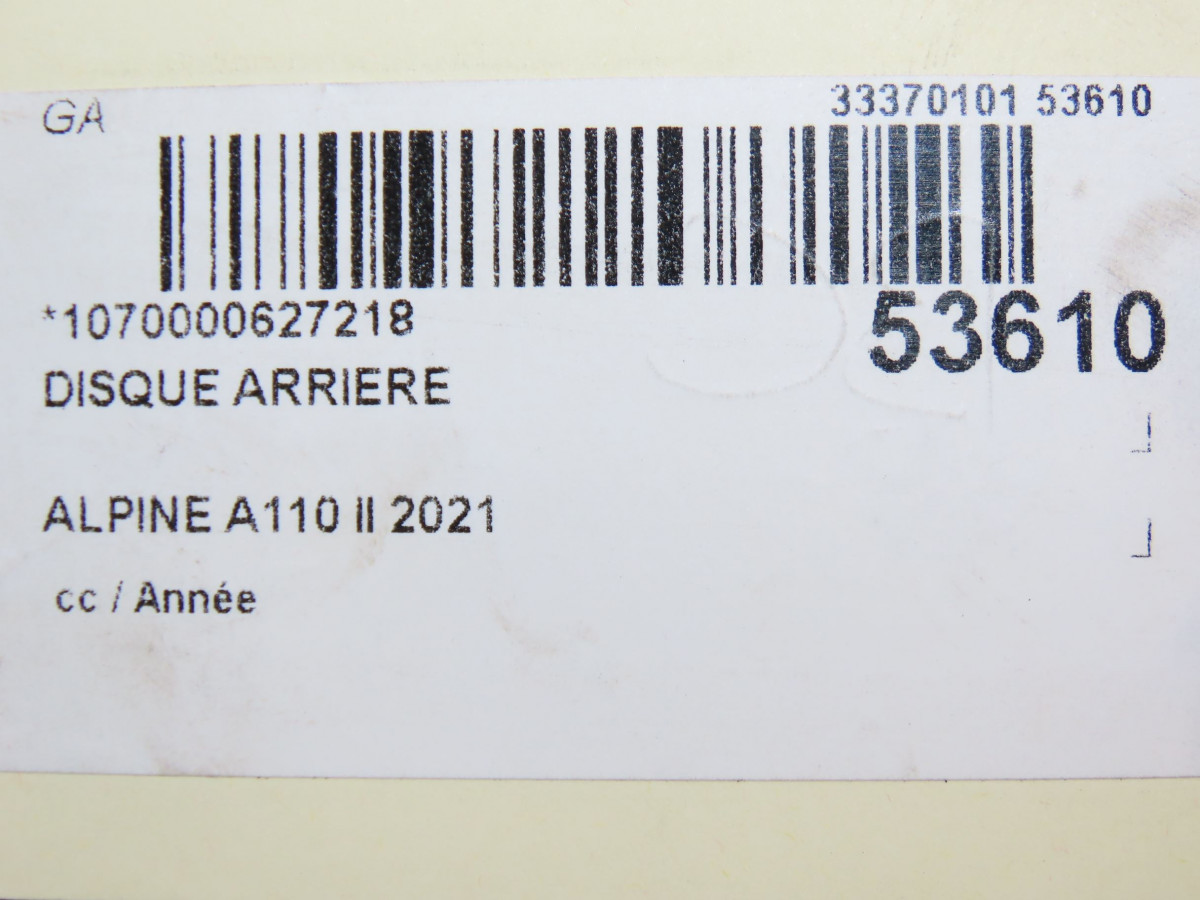 GA
33370101 53610
*1070000627218
53610
DISQUE ARRIERE
ALPINE A110 II 2021
cc / Année